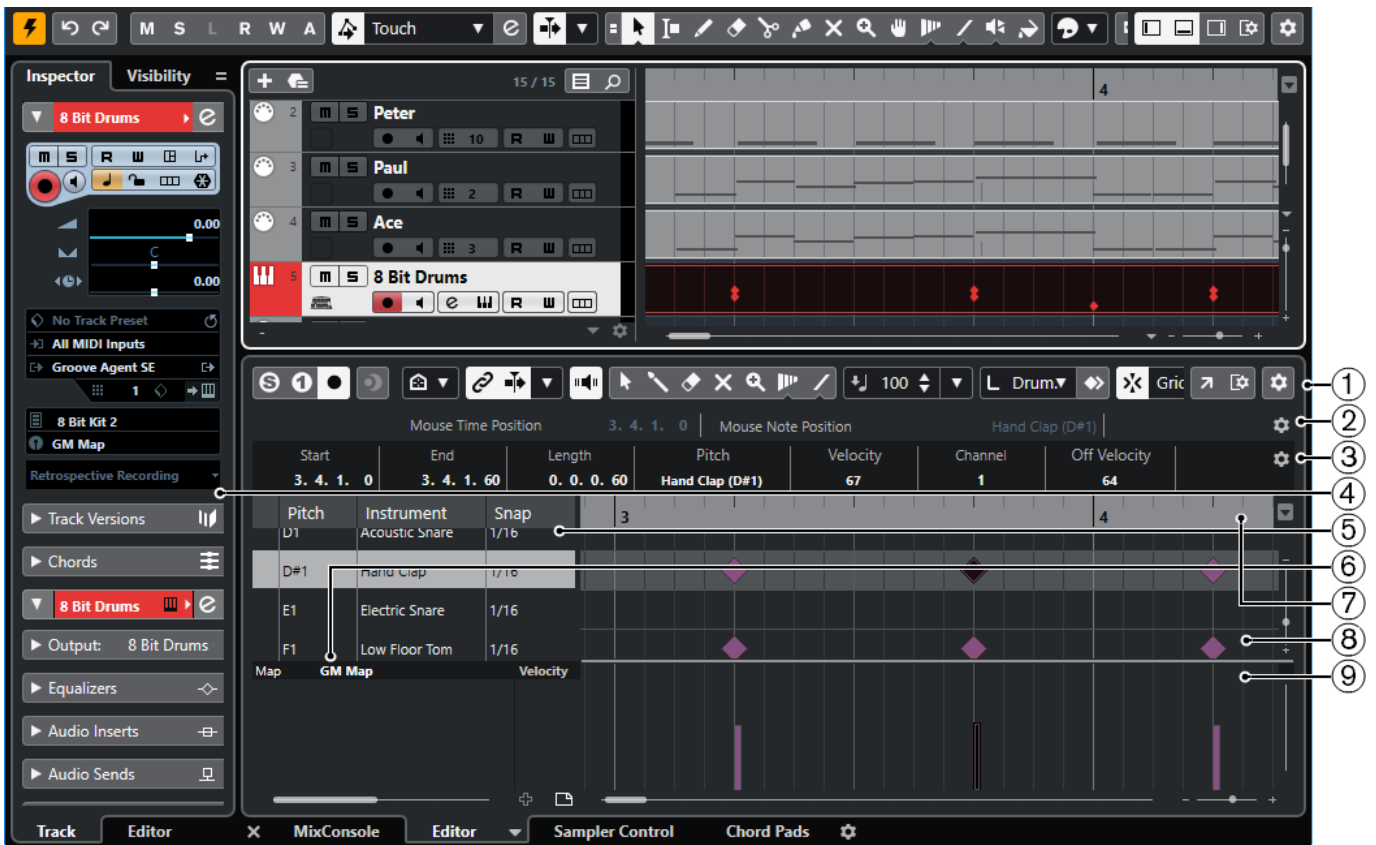 M S L R W A Touch
Inspector Visibility
15 / 15
4
8 Bit Drums
2 m S Peter
10 R W
m S R W
3 m S Paul
2 R W
0.00
4 m S Ace
C
3 R W
0.00
5 m S 8 Bit Drums
R W
No Track Preset
All MIDI Inputs
Groove Agent SE
1
8 Bit Kit 2
GM Map
Retrospective Recording
S 1 100 L Drum. Gric
1
Mouse Time Position 3. 4. 1. 0 Mouse Note Position Hand Clap (D#1)
2
Start End Length Pitch Velocity Channel Off Velocity
3. 4. 1. 0 3. 4. 1. 60 0. 0. 0. 60 Hand Clap (D#1) 67 1 64
3
4
Pitch Instrument Snap 3 4
D1 Acoustic Snare 1/16
5
D#1 Hand Clap 1/16
6
7
E1 Electric Snare 1/16
F1 Low Floor Tom 1/16
8
Map GM Map Velocity
9
Track Versions
Chords
8 Bit Drums
Output: 8 Bit Drums
Equalizers
Audio Inserts
Audio Sends
Track Editor
MixConsole Editor Sampler Control Chord Pads